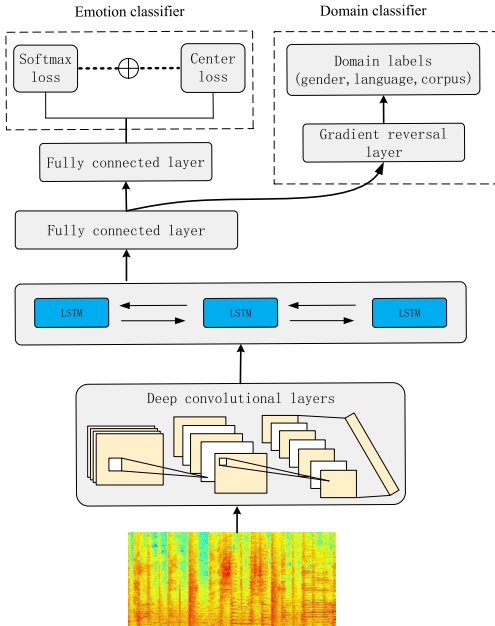 Emotion classifier
Domain classifier
Softmax
loss
Center
loss
Domain labels
(gender,language,corpus)
Gradient reversal
layer
Fully connected layer
Fully connected layer
LSTM
LSTM
LSTM
Deep convolutional layers